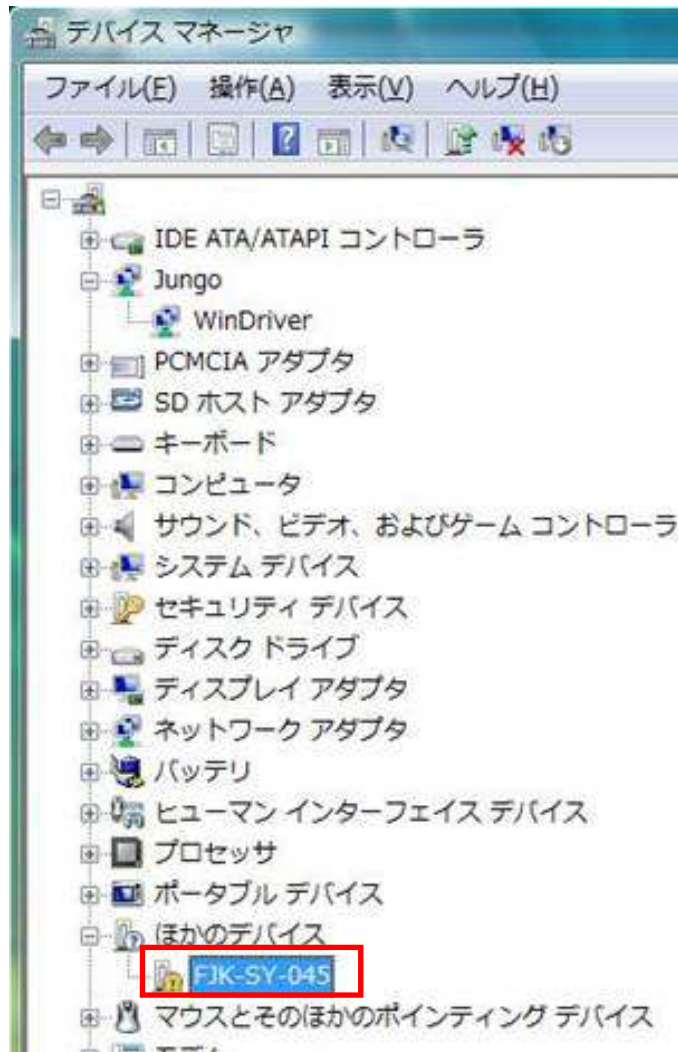 デバイス マネージャ
ファイル(F) 操作(A) 表示(V) ヘルプ(H)
IDE ATA/ATAPI コントローラ
Jungo
WinDriver
PCMCIA アダプタ
SD ホスト アダプタ
キーボード
コンピュータ
サウンド、ビデオ、およびゲーム コントローラ
システム デバイス
セキュリティ デバイス
ディスク ドライブ
ディスプレイ アダプタ
ネットワーク アダプタ
バッテリ
ヒューマン インターフェイス デバイス
プロセッサ
ポータブル デバイス
ほかのデバイス
FJK-SY-045
マウスとそのほかのポインティング デバイス